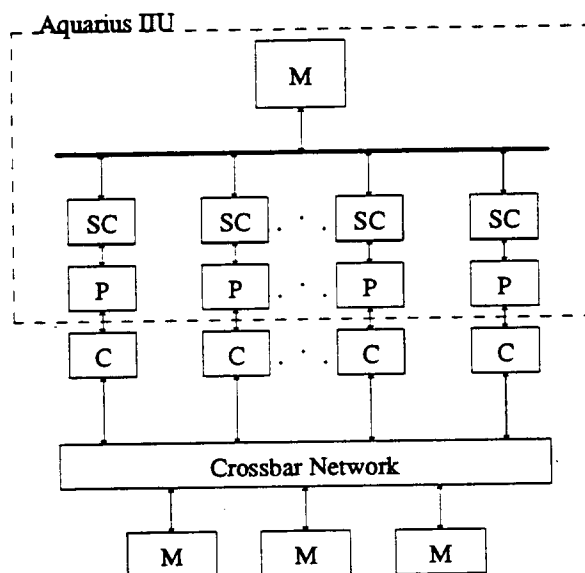 Aquarius IIU
M
SC SC . . . SC SC
P P . . . P P
C C . . . C C
Crossbar Network
M M M